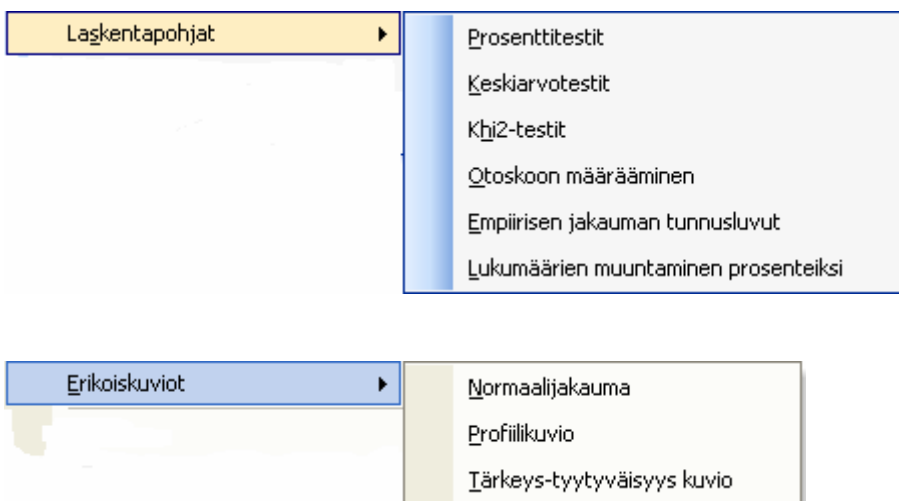 Laskentapohjat
Prosenttitestit
Keskiarvotestit
Khi2-testit
Otoskoon määrääminen
Empiirisen jakauman tunnusluvut
Lukumäärien muuntaminen prosenteiksi
Erikoiskuviot
Normaalijakauma
Profiilikuvio
Tärkeys-tyytyväisyys kuvio